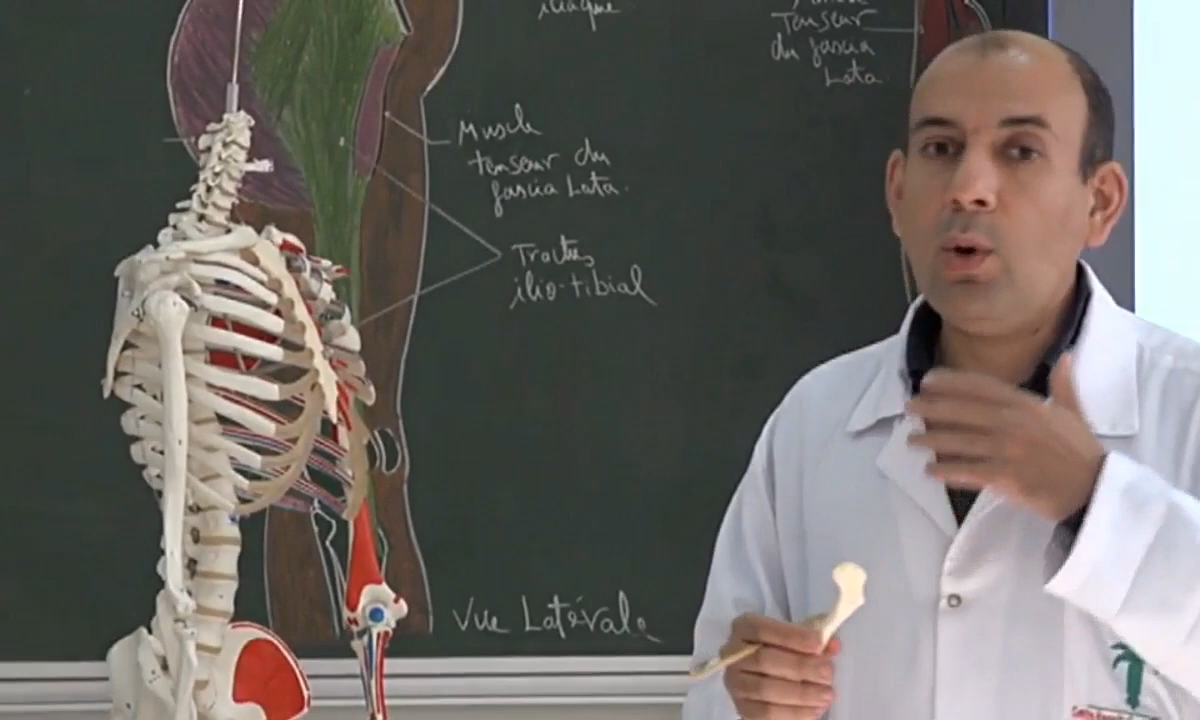 iliaque
Tenseur
du fascia
Lata
Muscle
tenseur du
fascia Lata.
Tractus
ilio-tibial
Vue Latérale